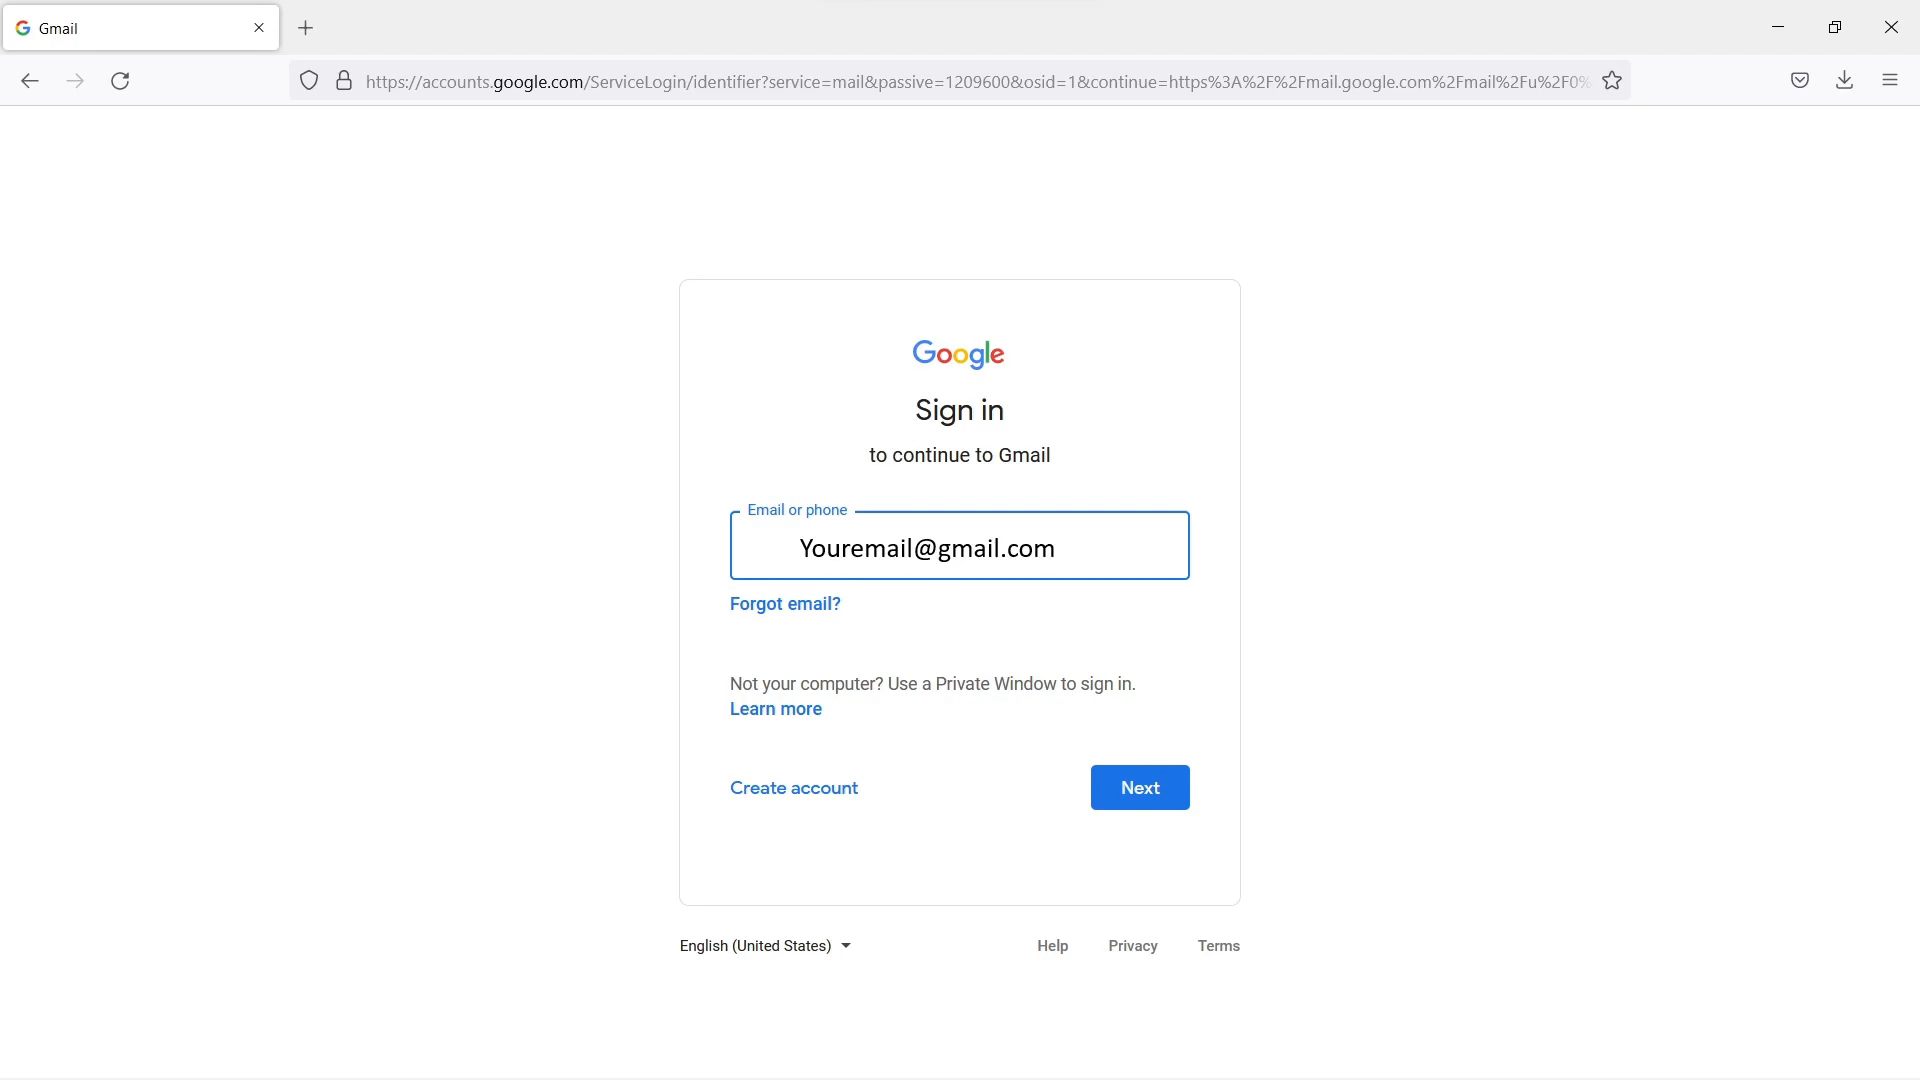 Gmail
https://accounts.google.com/ServiceLogin/identifier?service=mail&passive=1209600&osid=1&continue=https%3A%2F%2Fmail.google.com%2Fmail%2Fu%2F0%
Google
Sign in
to continue to Gmail
Email or phone
Youremail@gmail.com
Forgot email?
Not your computer? Use a Private Window to sign in.
Learn more
Create account
Next
English (United States)
Help
Privacy
Terms